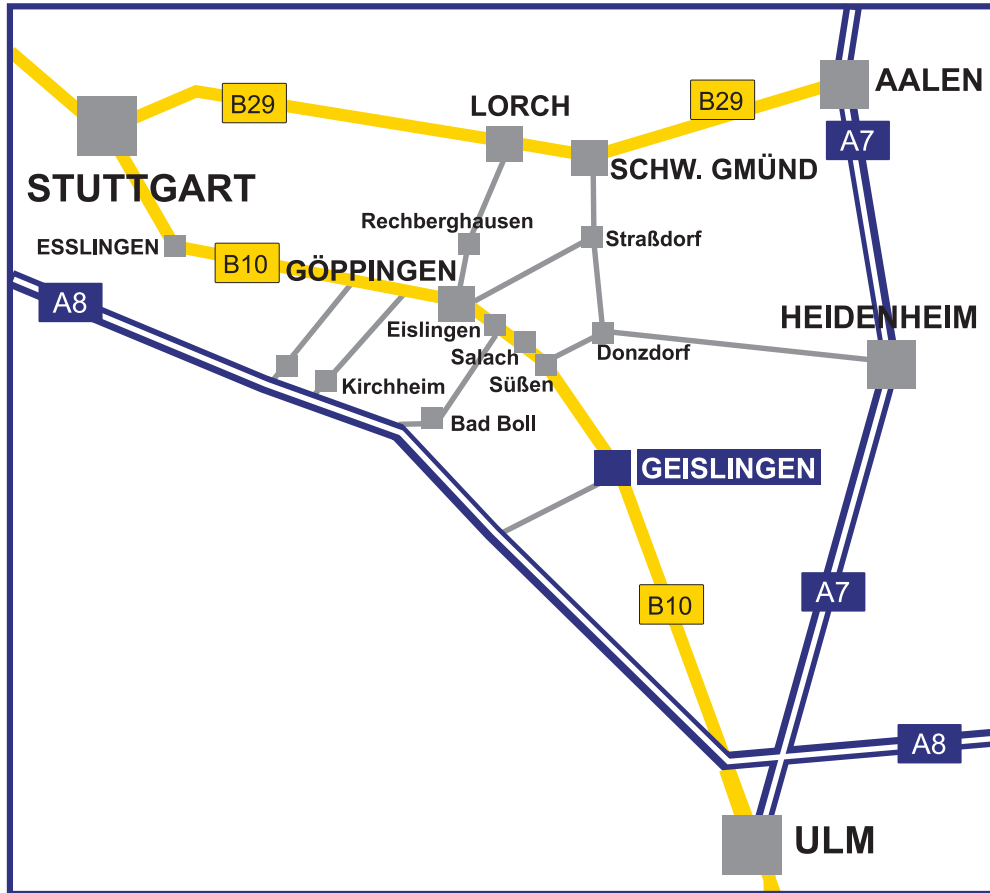 AALEN
B29
B29
LORCH
A7
SCHW. GMÜND
STUTTGART
Rechberghausen
Straßdorf
ESSLINGEN
B10
GÖPPINGEN
A8
HEIDENHEIM
Eislingen
Salach
Donzdorf
Süßen
Kirchheim
Bad Boll
GEISLINGEN
A7
B10
A8
ULM